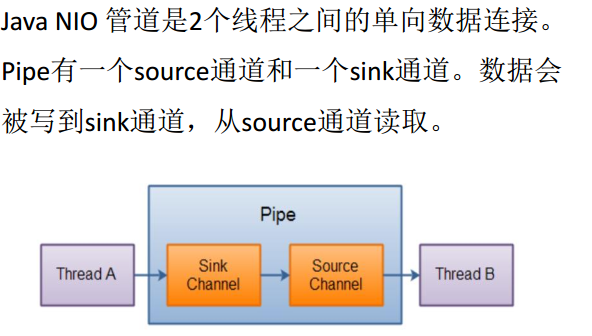 Java NIO 管道是2个线程之间的单向数据连接。
Pipe有一个source通道和一个sink通道。数据会
被写到sink通道，从source通道读取。
Pipe
Thread A
Sink
Channel
Source
Channel
Thread B